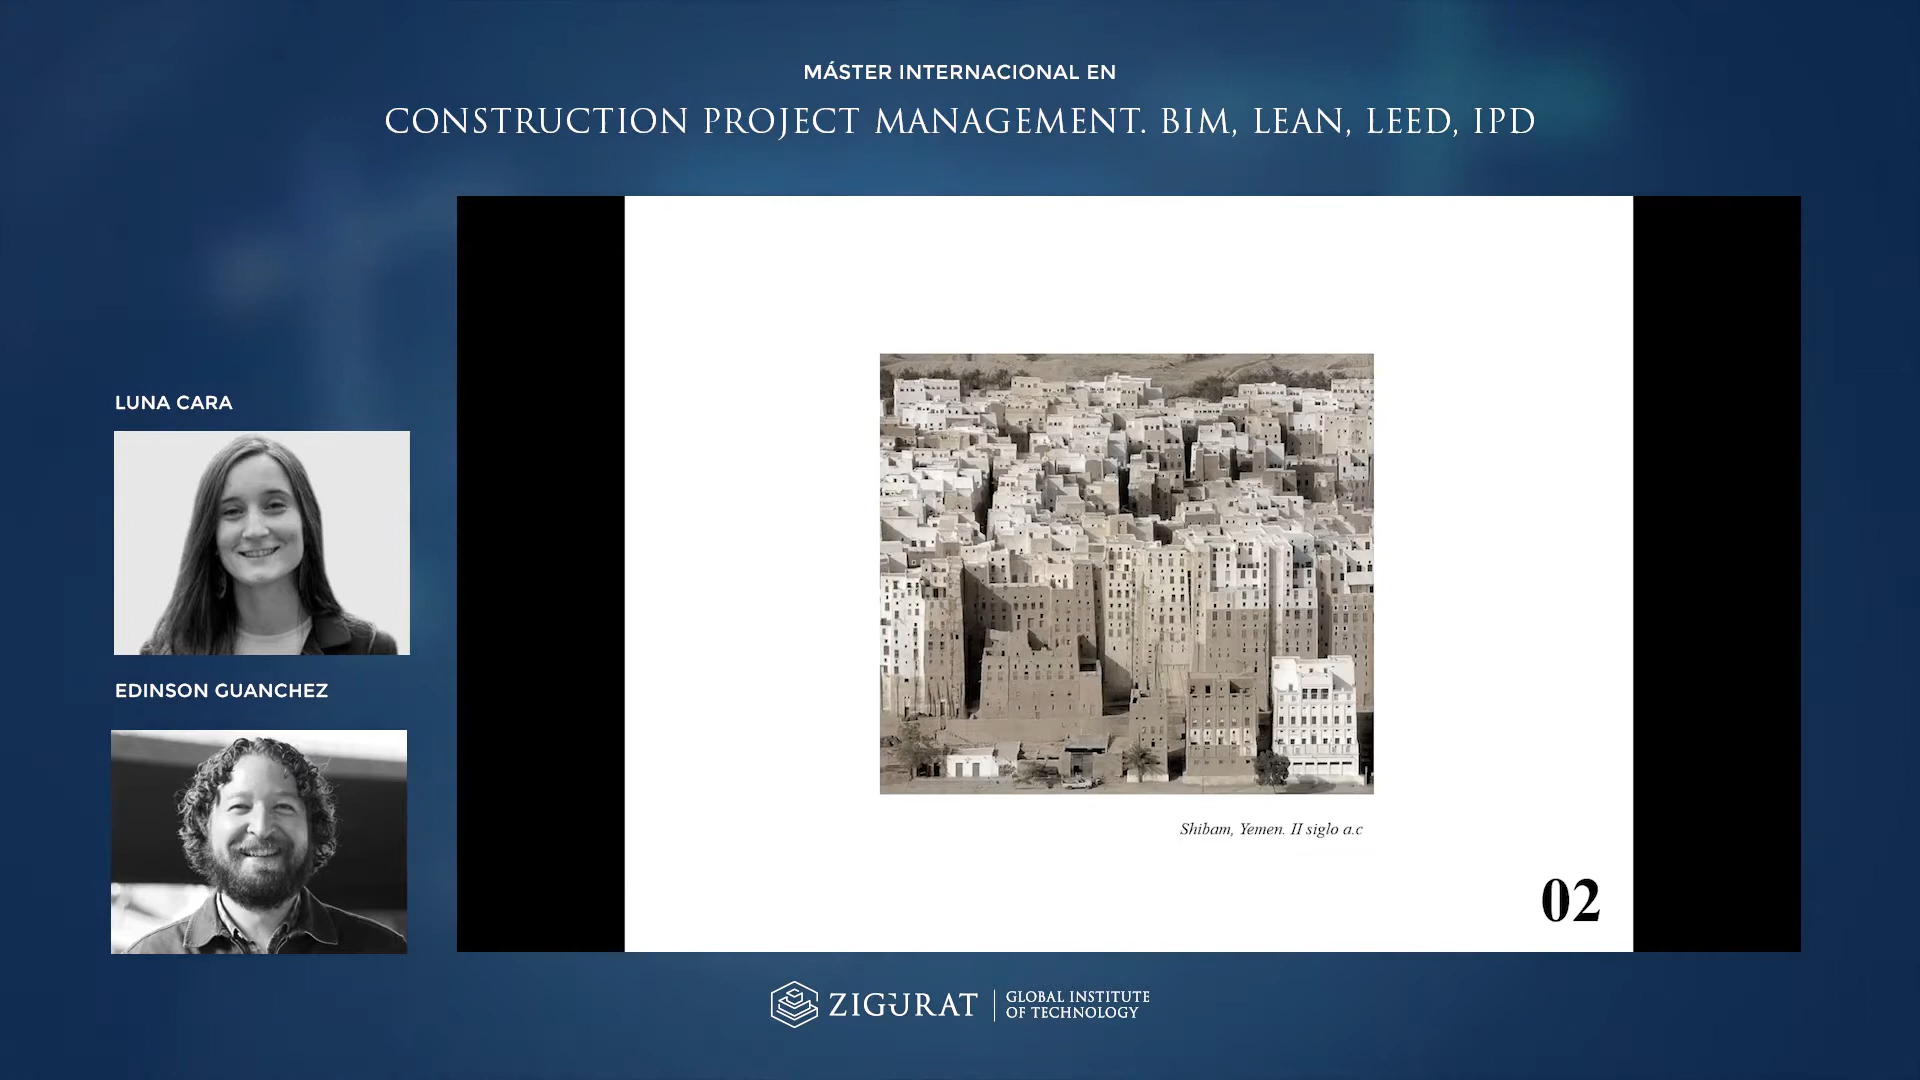 MÁSTER INTERNACIONAL EN
CONSTRUCTION PROJECT MANAGEMENT. BIM, LEAN, LEED, IPD
LUNA CARA
EDINSON GUANCHEZ
Shibam, Yemen. II siglo a.c
02
ZIGURAT
GLOBAL INSTITUTE
OF TECHNOLOGY